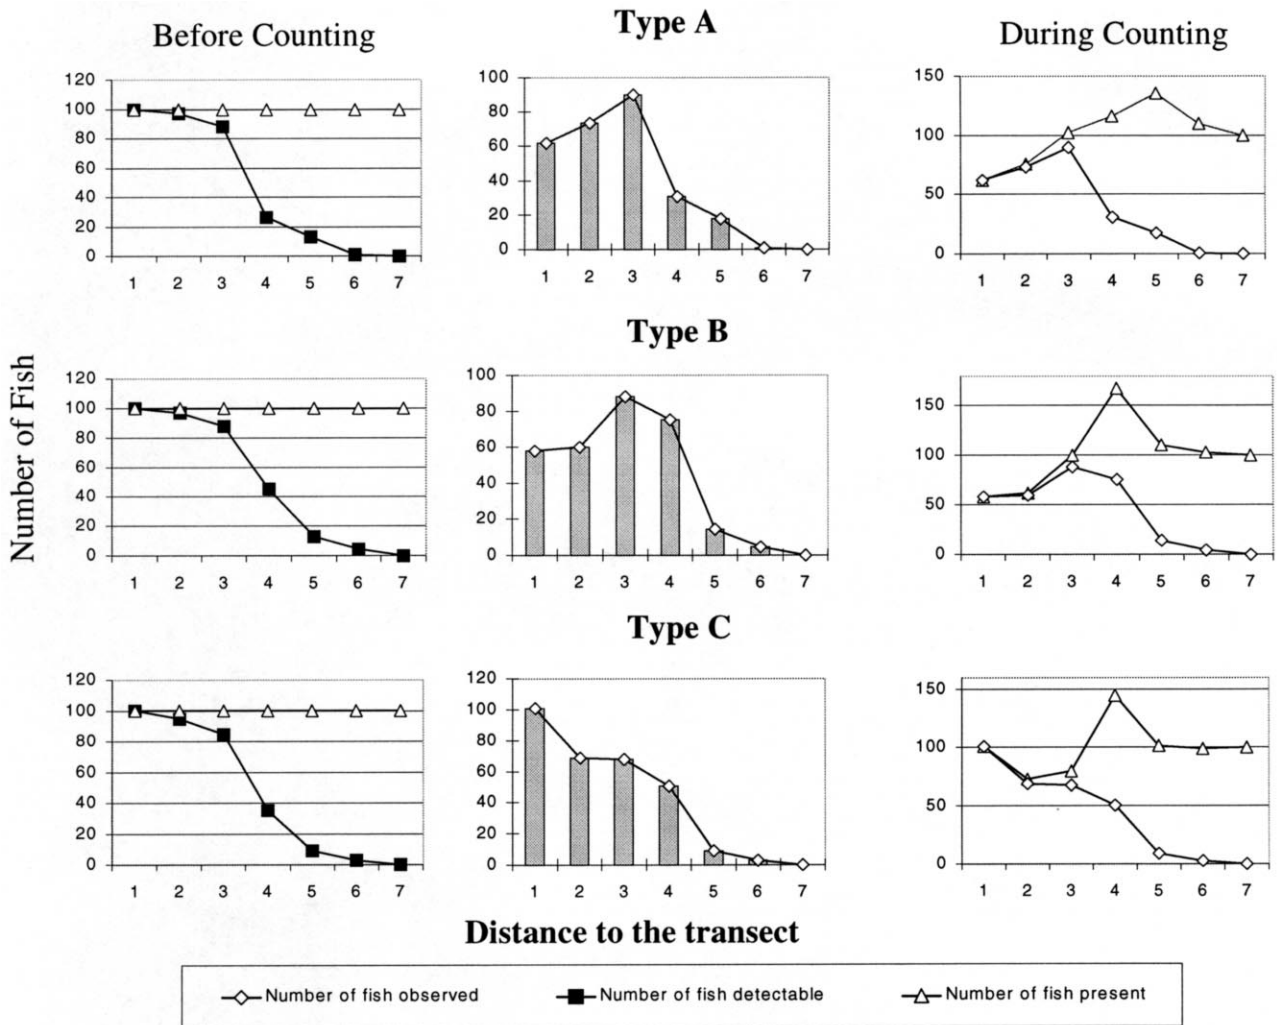 Before Counting
Type A
During Counting
120
100
80
60
40
20
0
1 2 3 4 5 6 7
100
80
60
40
20
0
1 2 3 4 5 6 7
150
100
50
0
1 2 3 4 5 6 7
Number of Fish
Type B
120
100
80
60
40
20
0
1 2 3 4 5 6 7
100
80
60
40
20
0
1 2 3 4 5 6 7
150
100
50
0
1 2 3 4 5 6 7
Type C
120
100
80
60
40
20
0
1 2 3 4 5 6 7
120
100
80
60
40
20
0
1 2 3 4 5 6 7
150
100
50
0
1 2 3 4 5 6 7
Distance to the transect
Number of fish observed
Number of fish detectable
Number of fish present